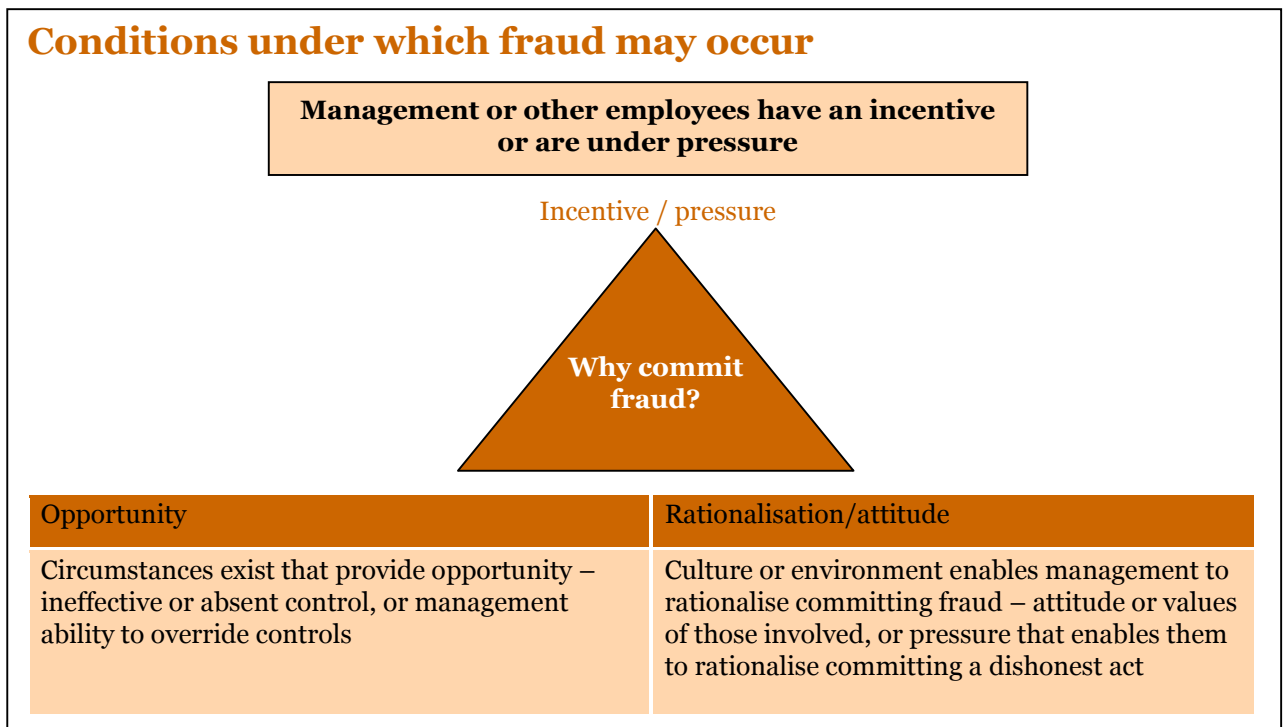 Conditions under which fraud may occur
Management or other employees have an incentive
or are under pressure
Incentive / pressure
Why commit
fraud?
Opportunity
Rationalisation/attitude
Circumstances exist that provide opportunity –
ineffective or absent control, or management
ability to override controls
Culture or environment enables management to
rationalise committing fraud – attitude or values
of those involved, or pressure that enables them
to rationalise committing a dishonest act